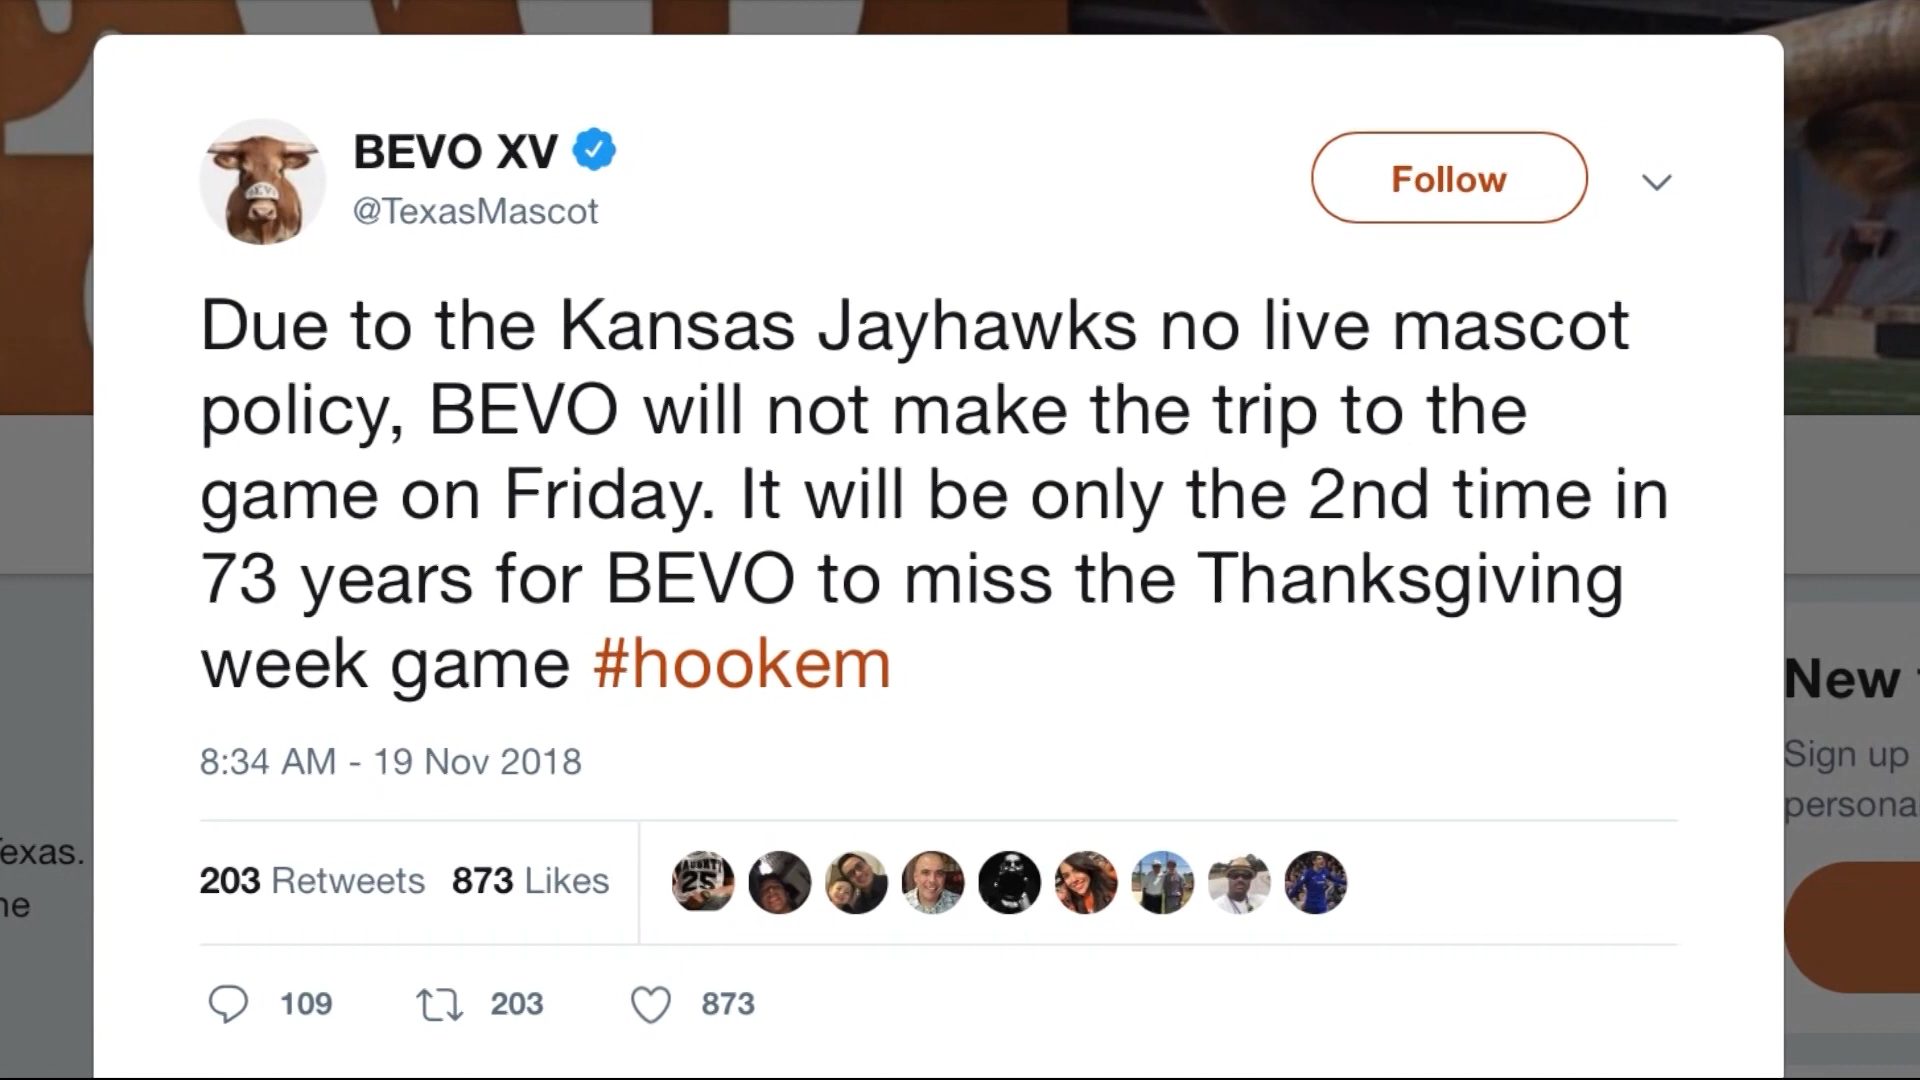 BEVO XV
@TexasMascot
Follow
Due to the Kansas Jayhawks no live mascot
policy, BEVO will not make the trip to the
game on Friday. It will be only the 2nd time in
73 years for BEVO to miss the Thanksgiving
week game #hookem
8:34 AM - 19 Nov 2018
203 Retweets 873 Likes
109 203 873
exas.
ne
New
Sign up
persona